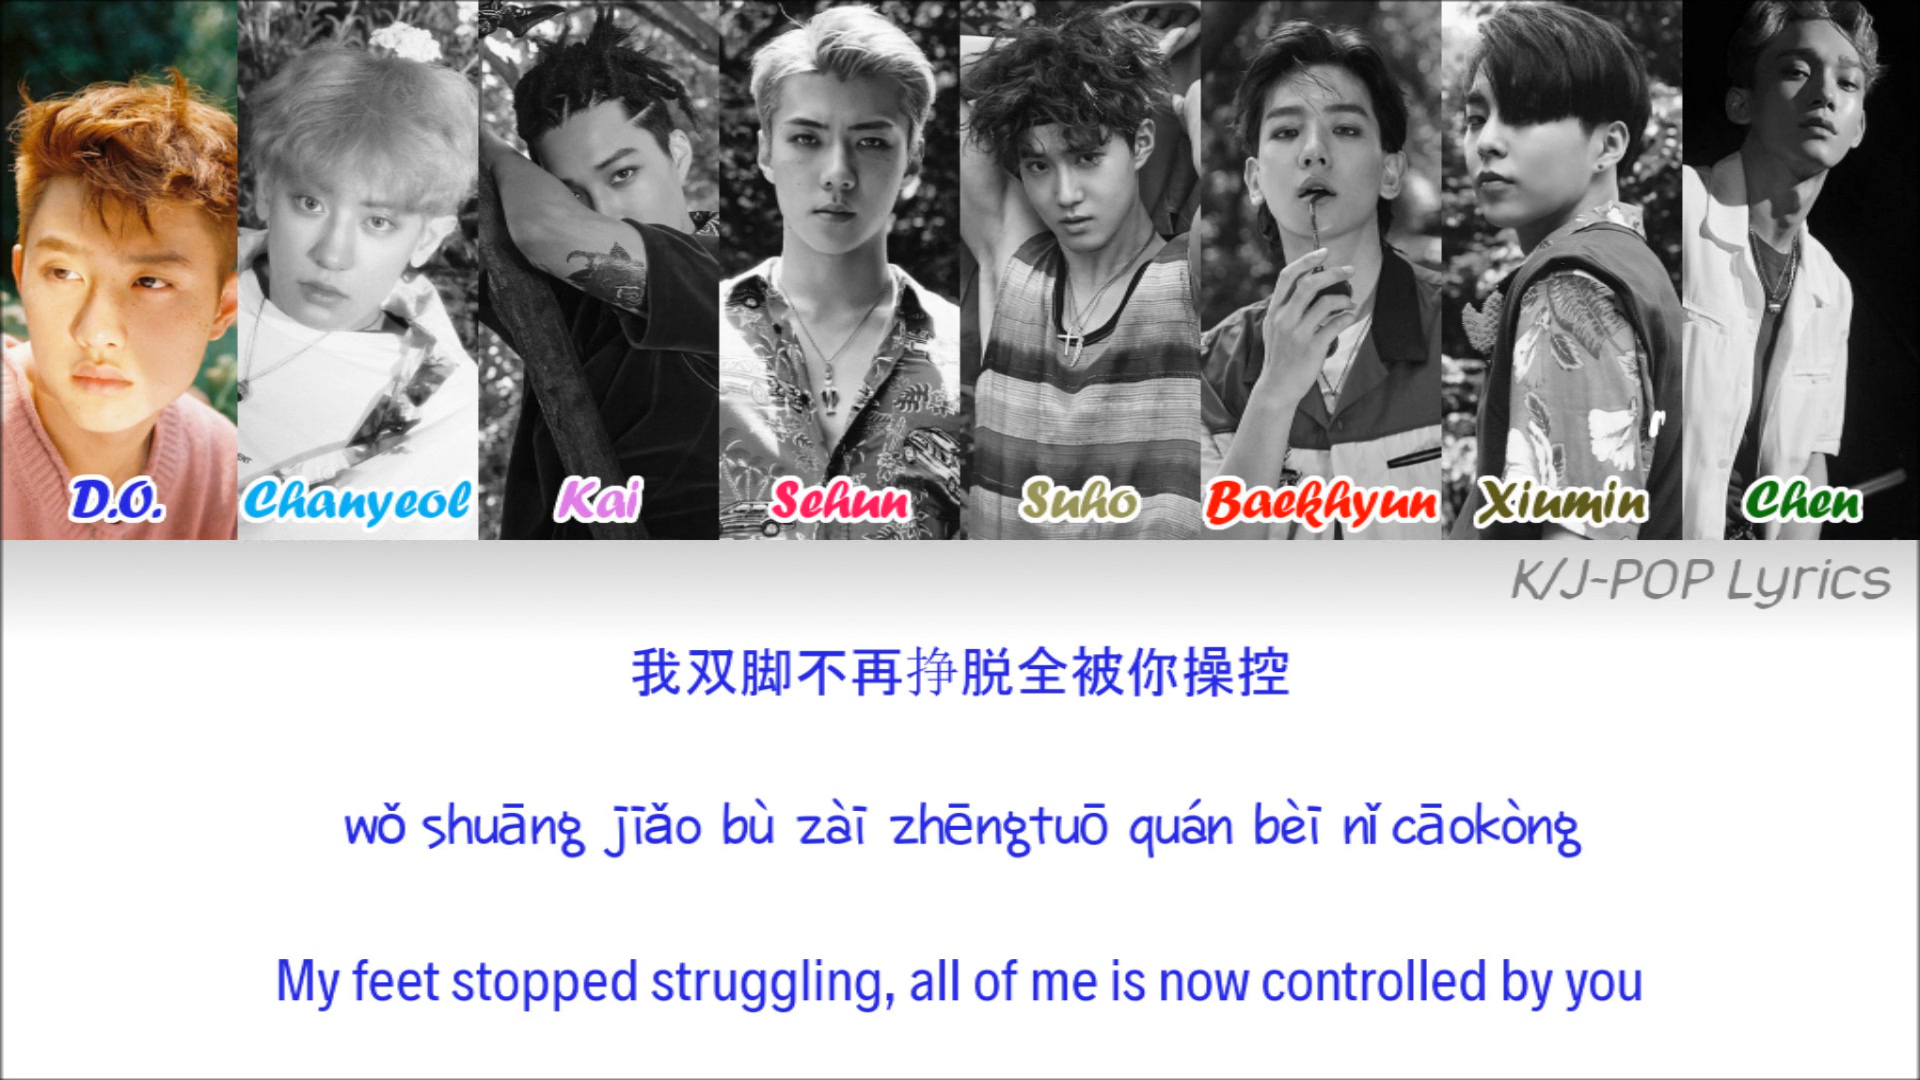 D.O. Chanyeol Kai Sehun Suho Baekhyun Xiumin Chen
K/J-POP Lyrics
我双脚不再挣脱全被你操控
wǒ shuāng jiǎo bù zài zhēngtuō quán bèi nǐ cāokòng
My feet stopped struggling, all of me is now controlled by you